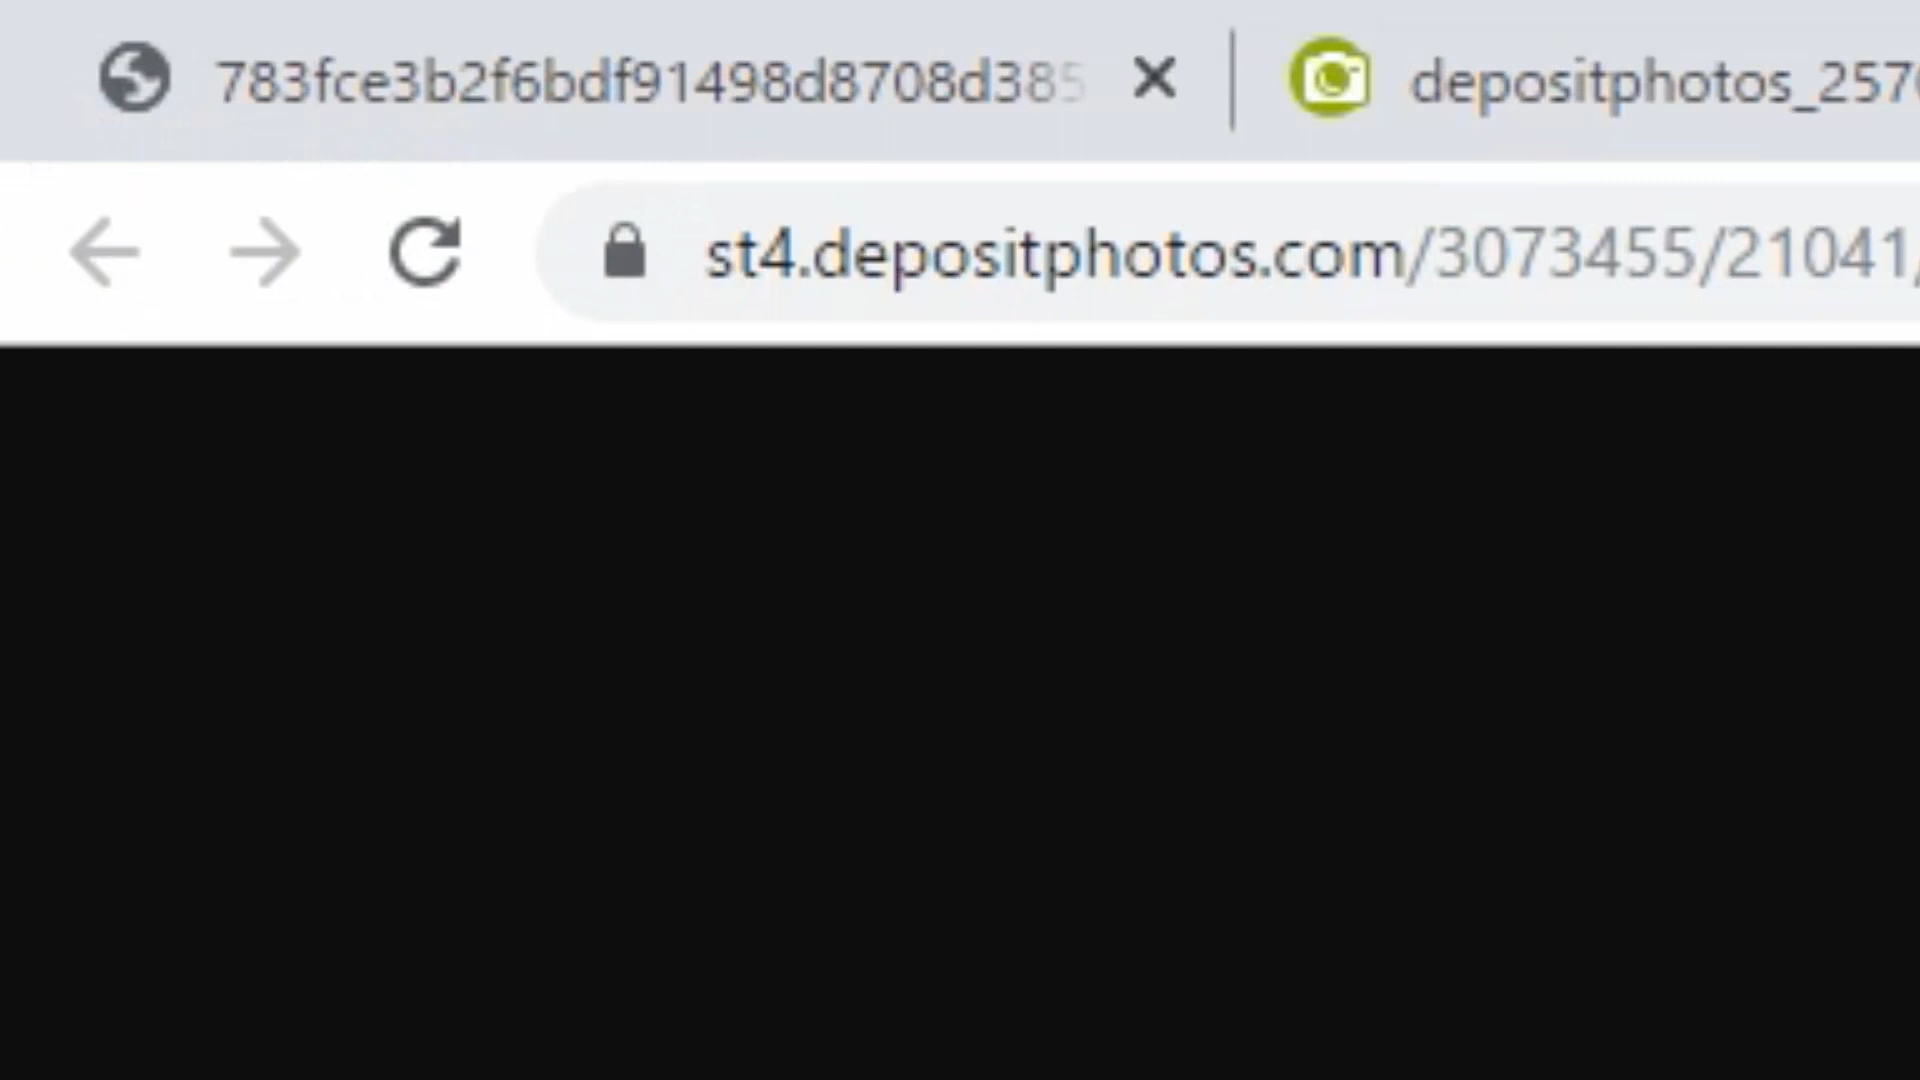 783fce3b2f6bdf91498d8708d385
depositphotos_257
st4.depositphotos.com/3073455/21041/